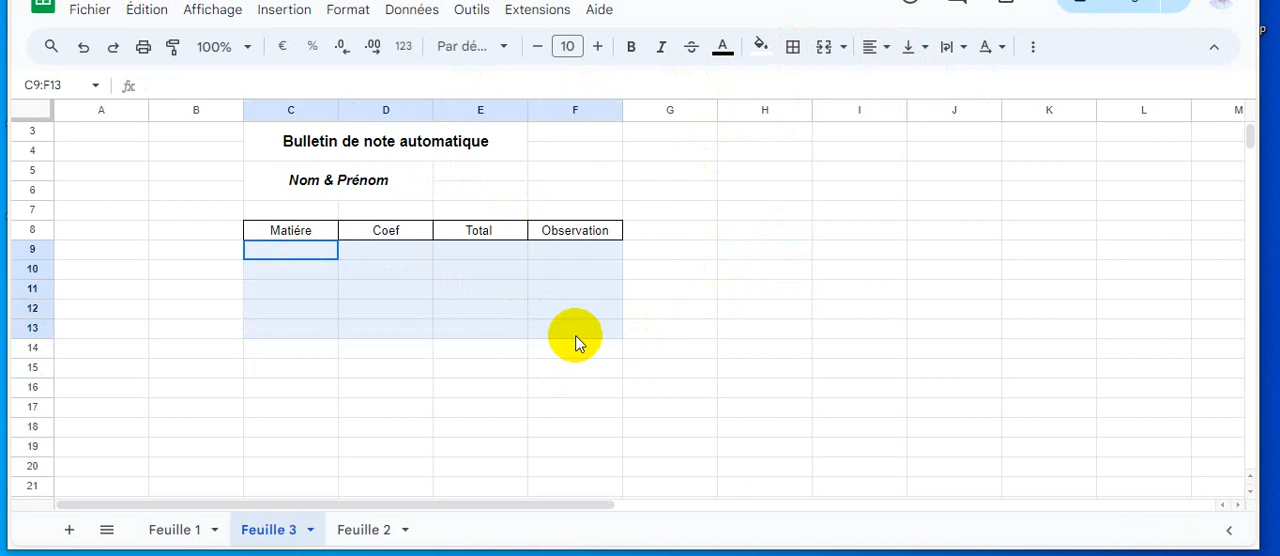 Fichier Édition Affichage Insertion Format Données Outils Extensions Aide
100% € % .0 .00 123 Par dé... 10 B I S A A
C9:F13 fx
A B C D E F G H I J K L M
3
Bulletin de note automatique
4
5
Nom & Prénom
6
7
8 Matiére Coef Total Observation
9
10
11
12
13
14
15
16
17
18
19
20
21
Feuille 1 Feuille 3 Feuille 2